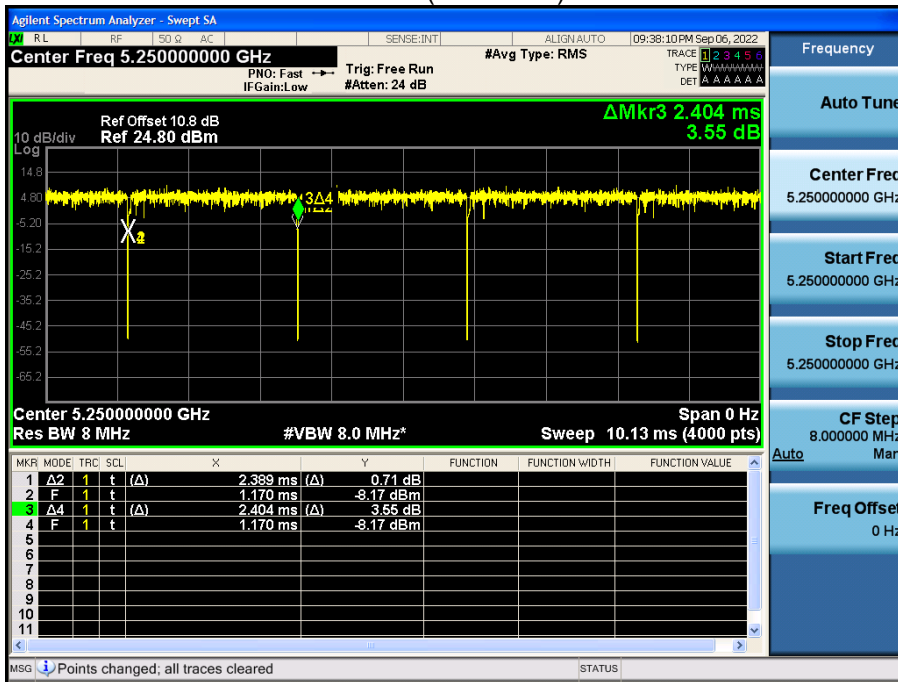 Agilent Spectrum Analyzer - Swept SA
LXI RL RF 50 Ω AC SENSE:INT ALIGN AUTO 09:38:10 PM Sep 06, 2022
Center Freq 5.250000000 GHz
PNO: Fast
IFGain:Low
Trig: Free Run
#Atten: 24 dB
#Avg Type: RMS
TRACE 1 2 3 4 5 6
TYPE WWWWWW
DET A A A A A A
ΔMkr3 2.404 ms
3.55 dB
Ref Offset 10.8 dB
10 dB/div Ref 24.80 dBm
Log
14.8
4.80
-5.20
-15.2
-25.2
-35.2
-45.2
-55.2
-65.2
3Δ4
Center 5.250000000 GHz Span 0 Hz
Res BW 8 MHz #VBW 8.0 MHz* Sweep 10.13 ms (4000 pts)
MKR MODE TRC SCL X Y FUNCTION FUNCTION WIDTH FUNCTION VALUE
1 Δ2 1 t (Δ) 2.389 ms (Δ) 0.71 dB
2 F 1 t 1.170 ms -8.17 dBm
3 Δ4 1 t (Δ) 2.404 ms (Δ) 3.55 dB
4 F 1 t 1.170 ms -8.17 dBm
5
6
7
8
9
10
11
MSG Points changed; all traces cleared STATUS
Frequency
Auto Tune
Center Freq
5.250000000 GHz
Start Freq
5.250000000 GHz
Stop Freq
5.250000000 GHz
CF Step
8.000000 MHz
Auto Man
Freq Offset
0 Hz